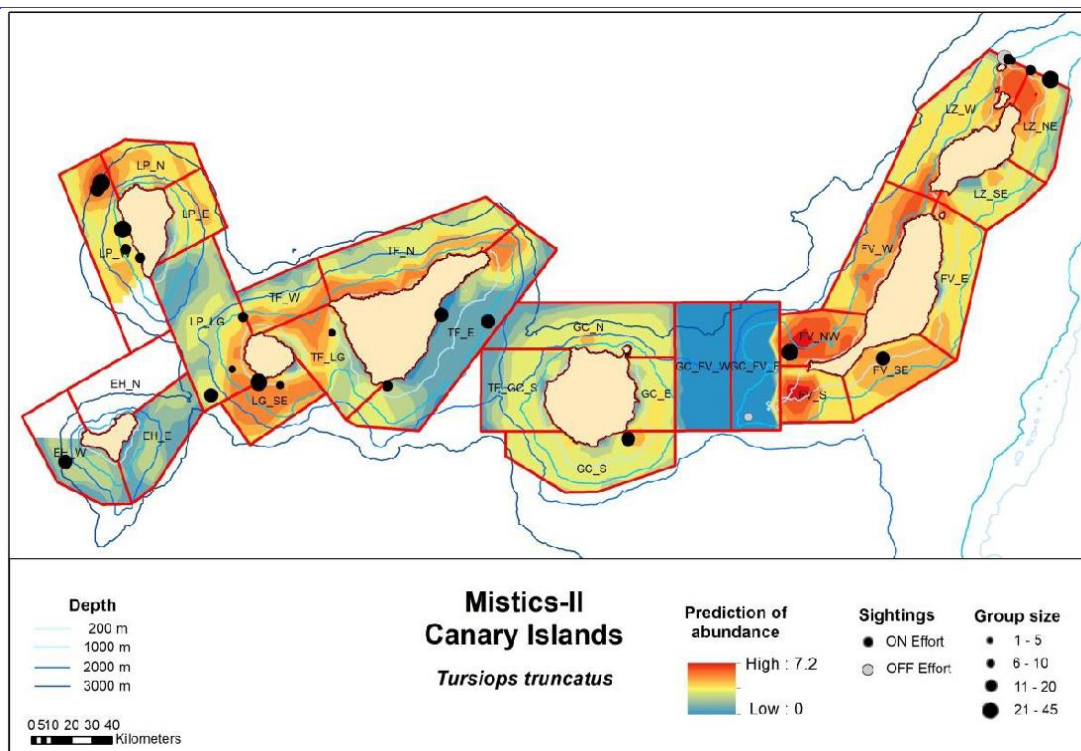 LZ_W
LZ_NE
LP_N
LP_E
LZ_SE
LP_
TF_N
FV_W
FV_E
TF_W
LP_LG
TF_E
GC_N
FV_NW
TF_LG
GC_FV_W
GC_FV_E
FV_SE
EH_N
LG_SE
TF_GC_S
GC_E
FV_S
EH_E
EH_W
GC_S
Depth
200 m
1000 m
2000 m
3000 m
0 5 10 20 30 40
Kilometers
Mistics-II
Canary Islands
Tursiops truncatus
Prediction of
abundance
High : 7.2
Low : 0
Sightings
ON Effort
OFF Effort
Group size
1 - 5
6 - 10
11 - 20
21 - 45